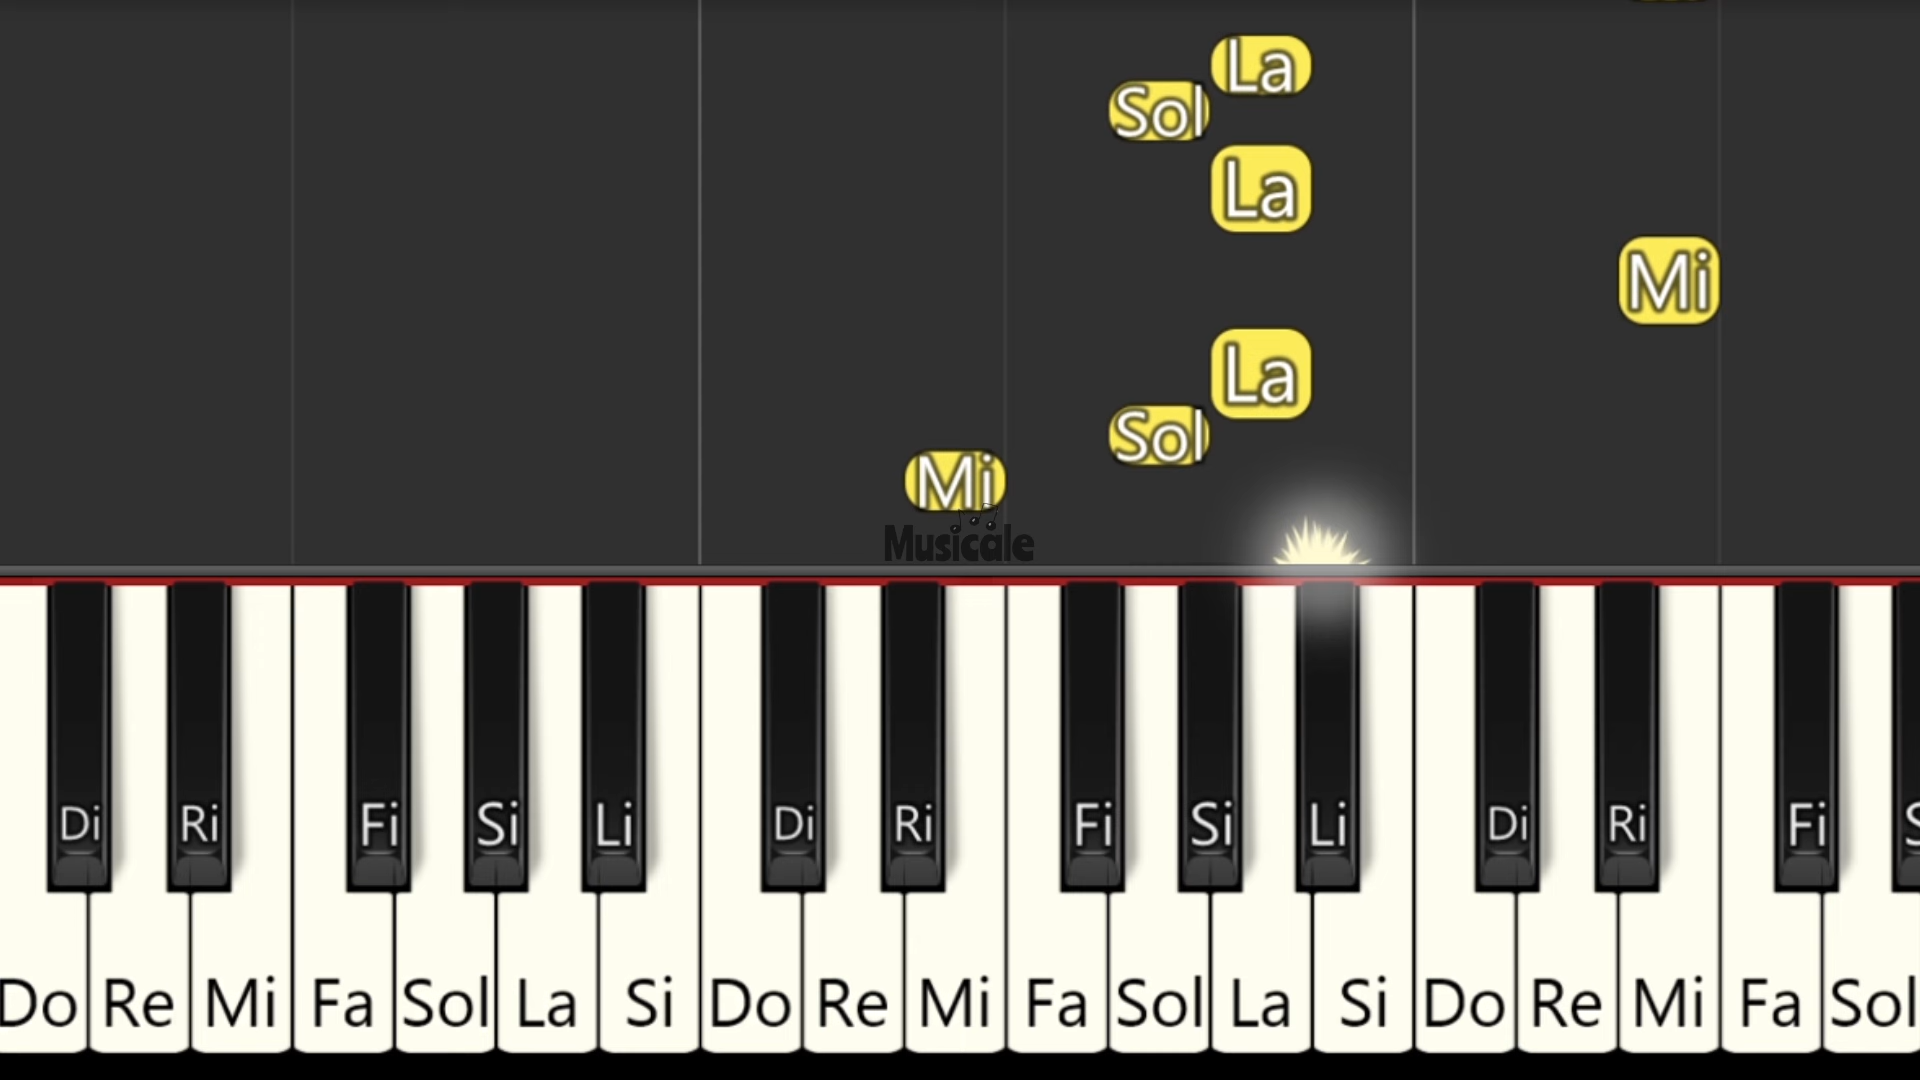 La
Sol
La
Mi
La
Sol
Mi
Musicale
Di Ri Fi Si Li Di Ri Fi Si Li Di Ri Fi S
Do Re Mi Fa Sol La Si Do Re Mi Fa Sol La Si Do Re Mi Fa Sol